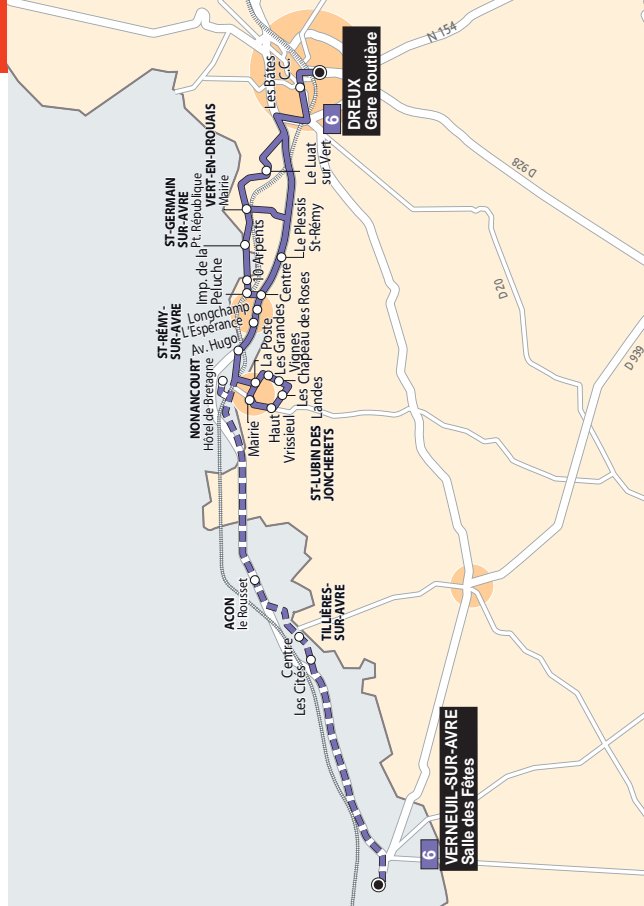 N 154
Les Bâtes
C.C.
6
DREUX
Gare Routière
VERT-EN-DROUAIS
Mairie
Le Luat
sur Vert
D 928
ST-GERMAIN
SUR-AVRE
Pt. République
Imp. de la
Peluche
10 Arpents
Le Plessis
St-Rémy
Centre
ST-RÉMY-
SUR-AVRE
Longchamp
L'Espérance
Av. Hugo
D 20
D 939
NONANCOURT
Hôtel de Bretagne
La Poste
Les Grandes
Vignes
Les Chapeau des Roses
Landes
Mairie
Haut
Vrissieul
ST-LUBIN DES
JONCHERETS
ACON
le Rousset
TILLIÈRES-
SUR-AVRE
Centre
Les Cités
6
VERNEUIL-SUR-AVRE
Salle des Fêtes